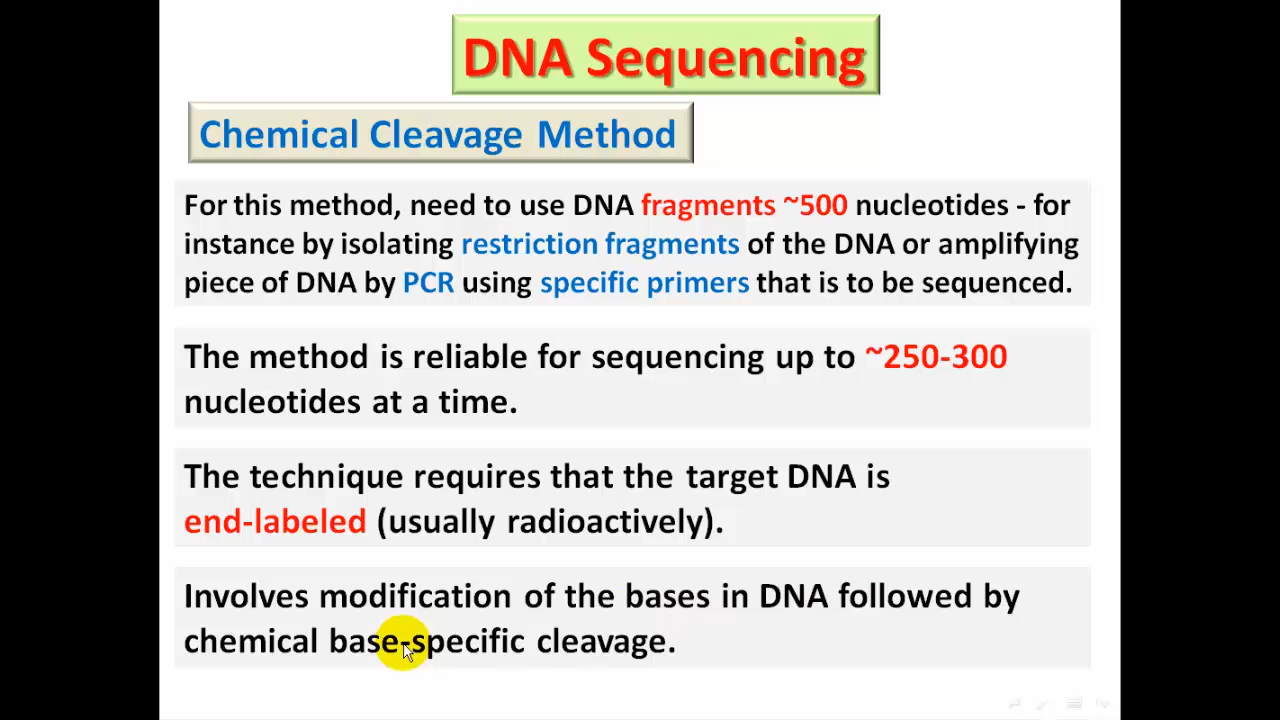 DNA Sequencing
Chemical Cleavage Method
For this method, need to use DNA fragments ~500 nucleotides - for
instance by isolating restriction fragments of the DNA or amplifying
piece of DNA by PCR using specific primers that is to be sequenced.
The method is reliable for sequencing up to ~250-300
nucleotides at a time.
The technique requires that the target DNA is
end-labeled (usually radioactively).
Involves modification of the bases in DNA followed by
chemical base-specific cleavage.